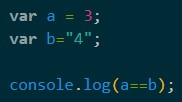 var a = 3;
var b="4";
console.log(a==b);